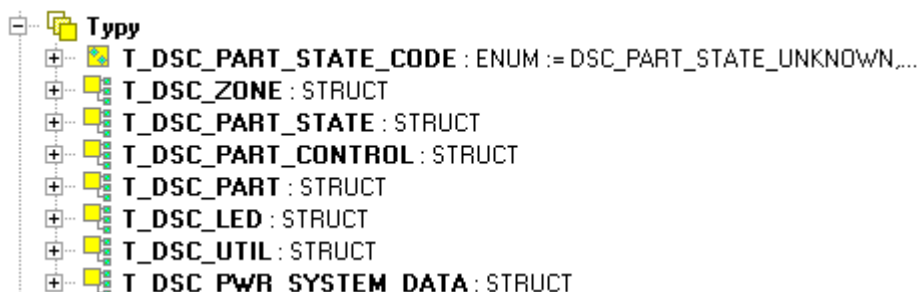 Typy
T_DSC_PART_STATE_CODE : ENUM := DSC_PART_STATE_UNKNOWN,...
T_DSC_ZONE : STRUCT
T_DSC_PART_STATE : STRUCT
T_DSC_PART_CONTROL : STRUCT
T_DSC_PART : STRUCT
T_DSC_LED : STRUCT
T_DSC_UTIL : STRUCT
T_DSC_PWR_SYSTEM_DATA : STRUCT